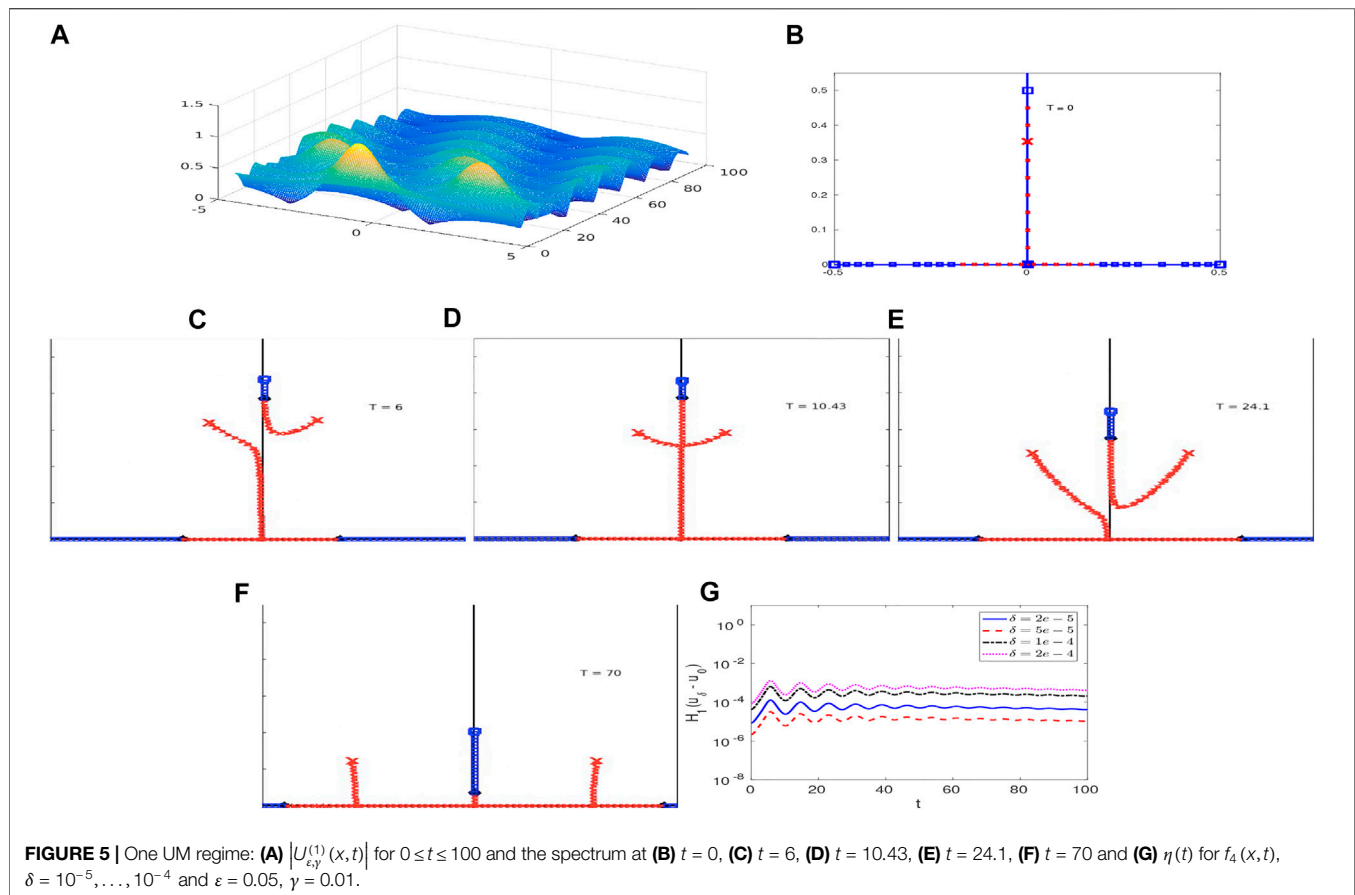 A
1.5
1
0.5
0
-5
0
5
0
20
40
60
80
100
B
0.5
0.4
0.3
0.2
0.1
0
-0.5
0
0.5
T = 0
C
T = 6
D
T = 10.43
E
T = 24.1
F
T = 70
G
10^0
10^-2
10^-4
10^-6
10^-8
H_1(u_δ - u_0)
0
20
40
60
80
100
t
δ = 2e − 5
δ = 5e − 5
δ = 1e − 4
δ = 2e − 4
FIGURE 5 | One UM regime: (A) |U^{(1)}_{ε,γ}(x,t)| for 0 ≤ t ≤ 100 and the spectrum at (B) t = 0, (C) t = 6, (D) t = 10.43, (E) t = 24.1, (F) t = 70 and (G) η(t) for f_4(x,t),
δ = 10^{-5},...,10^{-4} and ε = 0.05, γ = 0.01.